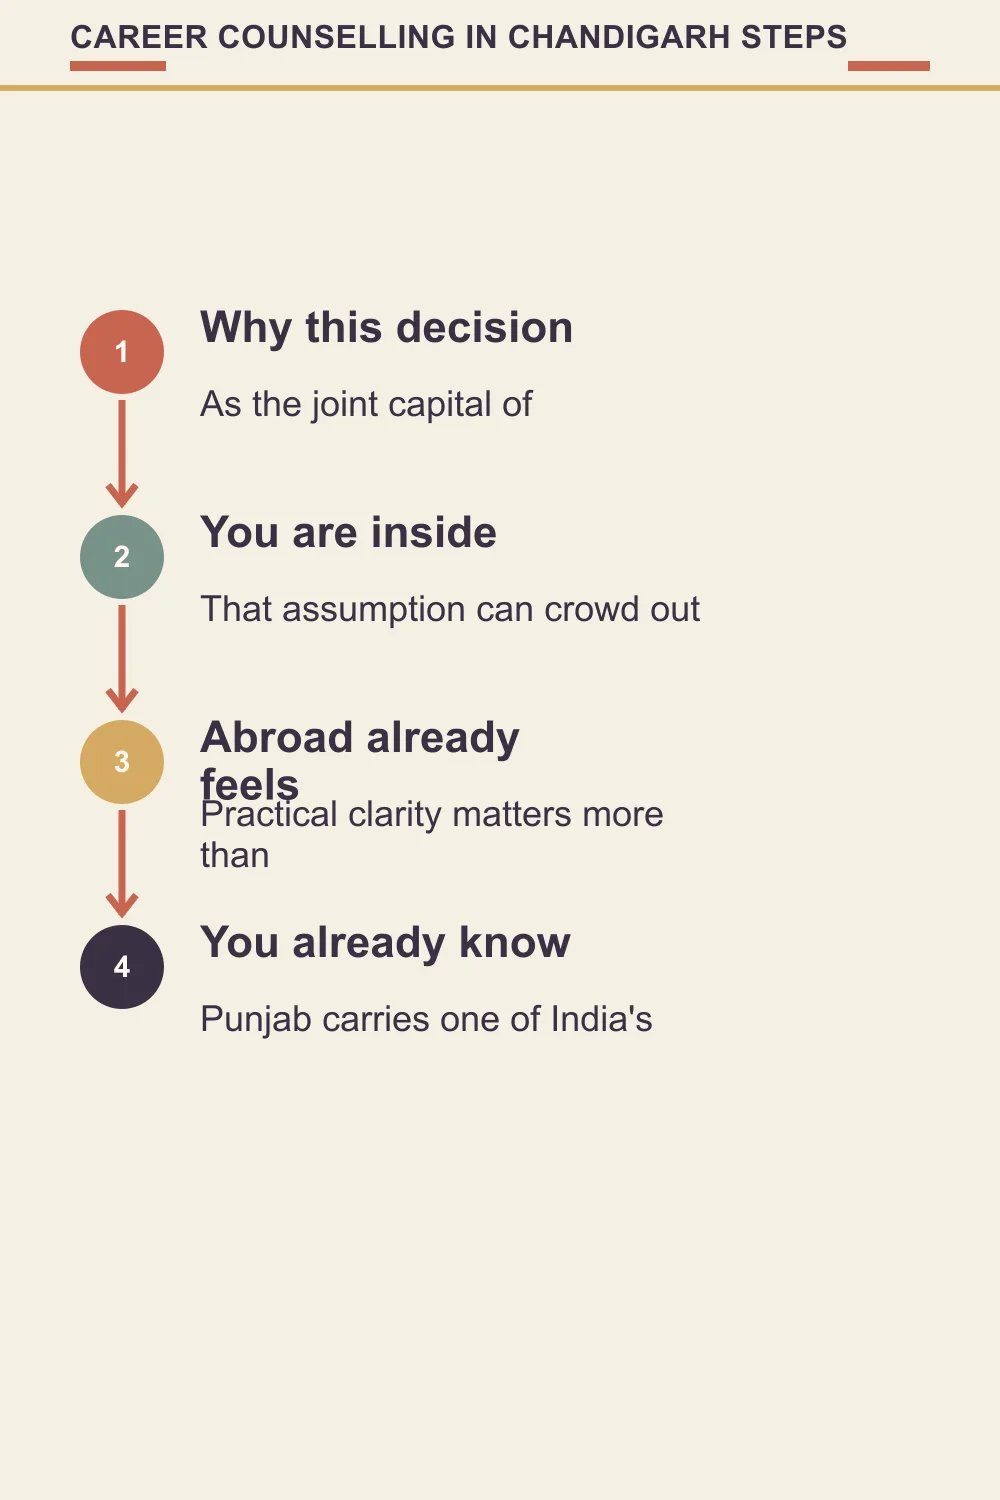 CAREER COUNSELLING IN CHANDIGARH STEPS
1
Why this decision
As the joint capital of
2
You are inside
That assumption can crowd out
3
Abroad already
feels
Practical clarity matters more
than
4
You already know
Punjab carries one of India's